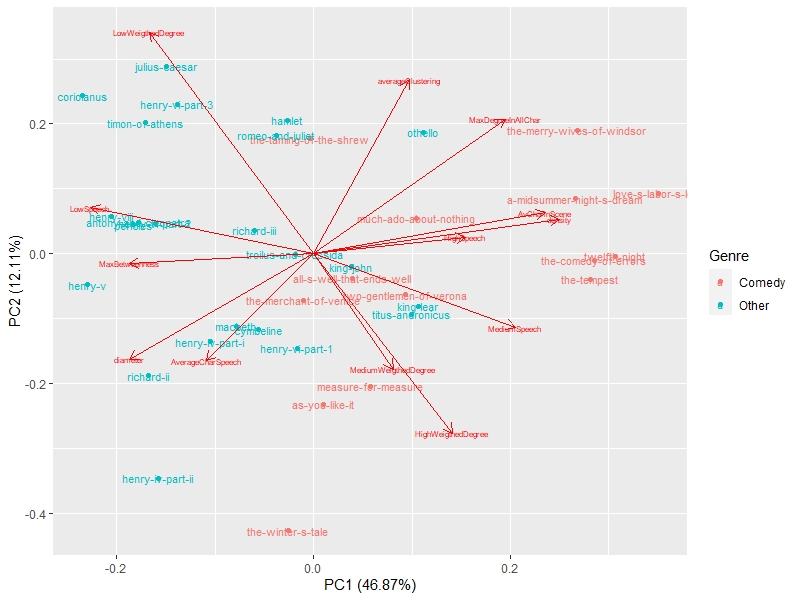 LowWeigthedDegree
julius-caesar
averageClustering
coriolanus
henry-vi-part-3
timon-of-athens
hamlet
MaxDegreeInAllChar
0.2
romeo-and-juliet
the-taming-of-the-shrew
othello
the-merry-wives-of-windsor
love-s-labor-s-l
a-midsummer-night-s-dream
LowSpeech
henry-viii
much-ado-about-nothing
AvCharInScene
pericles
richard-iii
HighSpeech
0.0
troilus-and-cressida
twelfth-night
Genre
MaxBetweenness
king-john
the-comedy-of-errors
all-s-well-that-ends-well
the-tempest
Comedy
henry-v
the-merchant-of-venice
two-gentlemen-of-verona
king-lear
titus-andronicus
Other
PC2 (12.11%)
macbeth
cymbeline
MediumSpeech
henry-iv-part-i
henry-vi-part-1
diameter
AverageCharSpeech
MediumWeigthedDegree
richard-ii
-0.2
measure-for-measure
as-you-like-it
HighWeigthedDegree
henry-iv-part-ii
-0.4
the-winter-s-tale
-0.2
0.0
0.2
PC1 (46.87%)